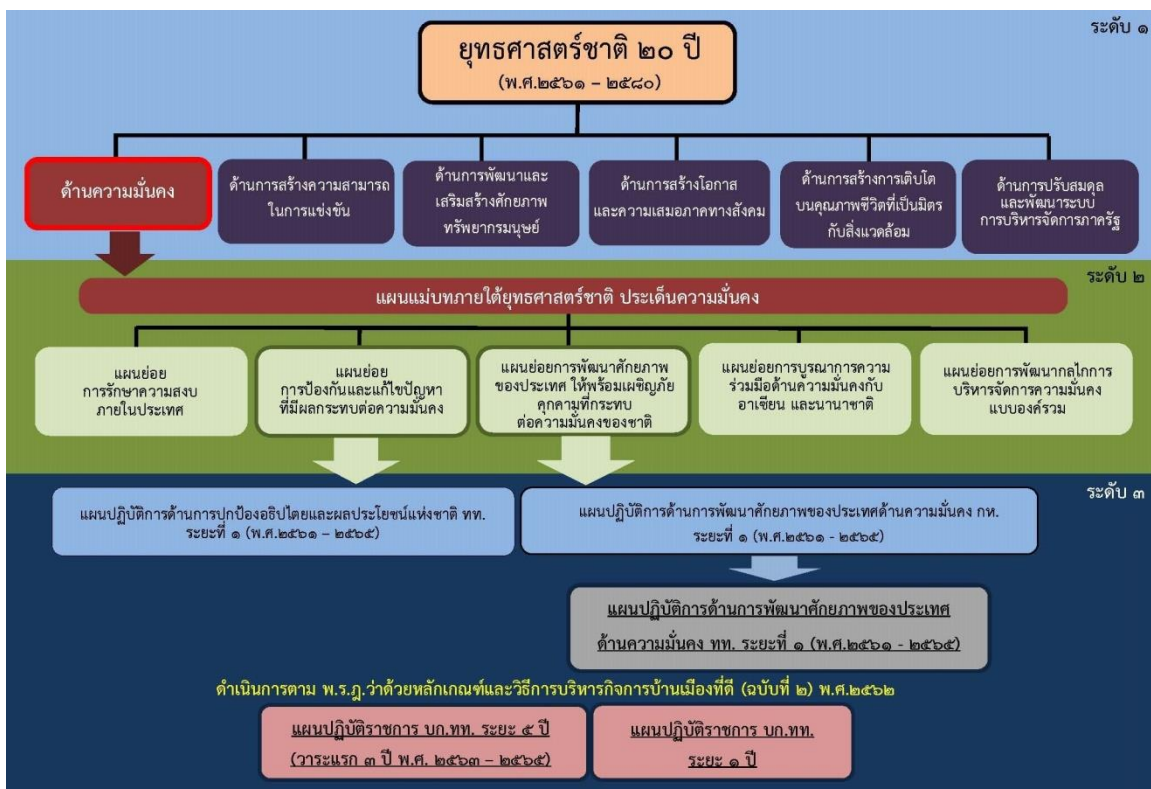 ระดับ ๑
ยุทธศาสตร์ชาติ ๒๐ ปี
(พ.ศ.๒๕๖๑ – ๒๕๘๐)
ด้านความมั่นคง
ด้านการสร้างความสามารถ
ในการแข่งขัน
ด้านการพัฒนาและ
เสริมสร้างศักยภาพ
ทรัพยากรมนุษย์
ด้านการสร้างโอกาส
และความเสมอภาคทางสังคม
ด้านการสร้างการเติบโต
บนคุณภาพชีวิตที่เป็นมิตร
กับสิ่งแวดล้อม
ด้านการปรับสมดุล
และพัฒนาระบบ
การบริหารจัดการภาครัฐ
ระดับ ๒
แผนแม่บทภายใต้ยุทธศาสตร์ชาติ ประเด็นความมั่นคง
แผนย่อย
การรักษาความสงบ
ภายในประเทศ
แผนย่อย
การป้องกันและแก้ไขปัญหา
ที่มีผลกระทบต่อความมั่นคง
แผนย่อยการพัฒนาศักยภาพ
ของประเทศ ให้พร้อมเผชิญภัย
คุกคามที่กระทบ
ต่อความมั่นคงของชาติ
แผนย่อยการบูรณาการความ
ร่วมมือด้านความมั่นคงกับ
อาเซียน และนานาชาติ
แผนย่อยการพัฒนากลไกการ
บริหารจัดการความมั่นคง
แบบองค์รวม
ระดับ ๓
แผนปฏิบัติการด้านการปกป้องอธิปไตยและผลประโยชน์แห่งชาติ ทท.
ระยะที่ ๑ (พ.ศ.๒๕๖๑ – ๒๕๖๕)
แผนปฏิบัติการด้านการพัฒนาศักยภาพของประเทศด้านความมั่นคง กห.
ระยะที่ ๑ (พ.ศ.๒๕๖๑ - ๒๕๖๕)
แผนปฏิบัติการด้านการพัฒนาศักยภาพของประเทศ
ด้านความมั่นคง ทท. ระยะที่ ๑ (พ.ศ.๒๕๖๑ - ๒๕๖๕)
ดำเนินการตาม พ.ร.ฎ.ว่าด้วยหลักเกณฑ์และวิธีการบริหารกิจการบ้านเมืองที่ดี (ฉบับที่ ๒) พ.ศ.๒๕๖๒
แผนปฏิบัติราชการ บก.ทท. ระยะ ๕ ปี
(วาระแรก ๓ ปี พ.ศ. ๒๕๖๓ – ๒๕๖๕)
แผนปฏิบัติราชการ บก.ทท.
ระยะ ๑ ปี